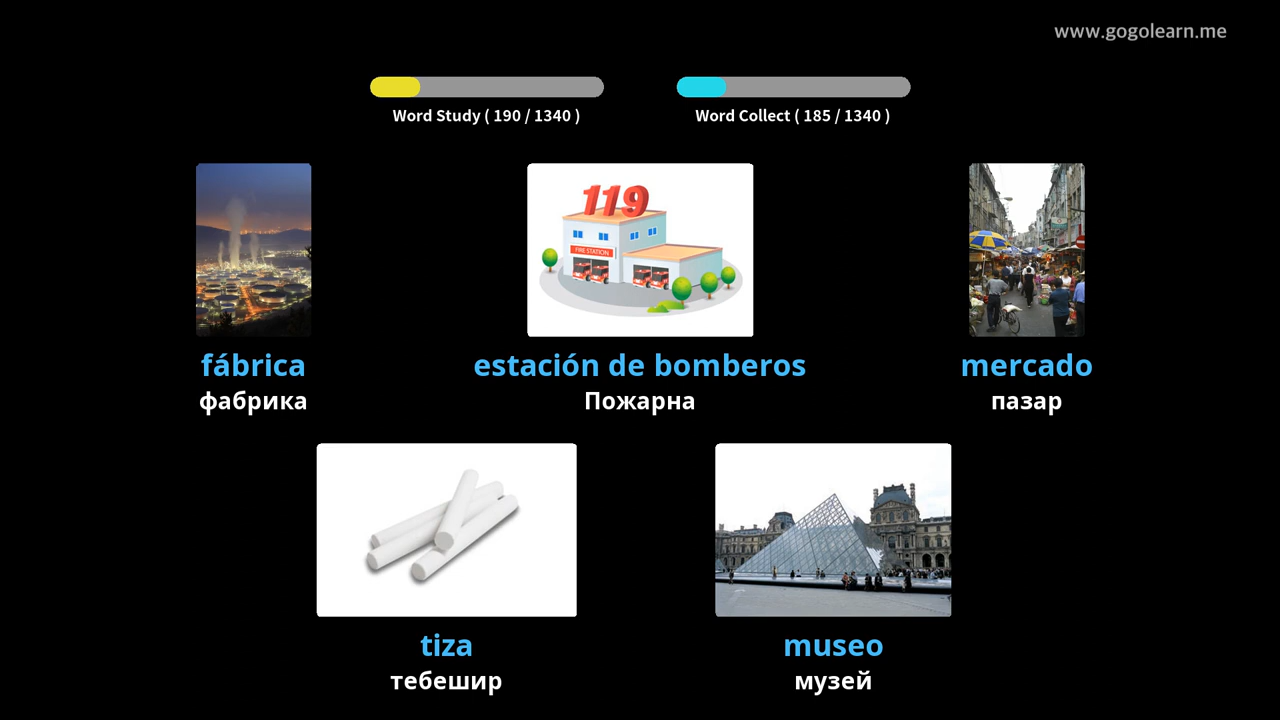 www.gogolearn.me
Word Study ( 190 / 1340 )
Word Collect ( 185 / 1340 )
119
FIRE STATION
fábrica
estación de bomberos
mercado
фабрика
Пожарна
пазар
tiza
museo
тебешир
музей